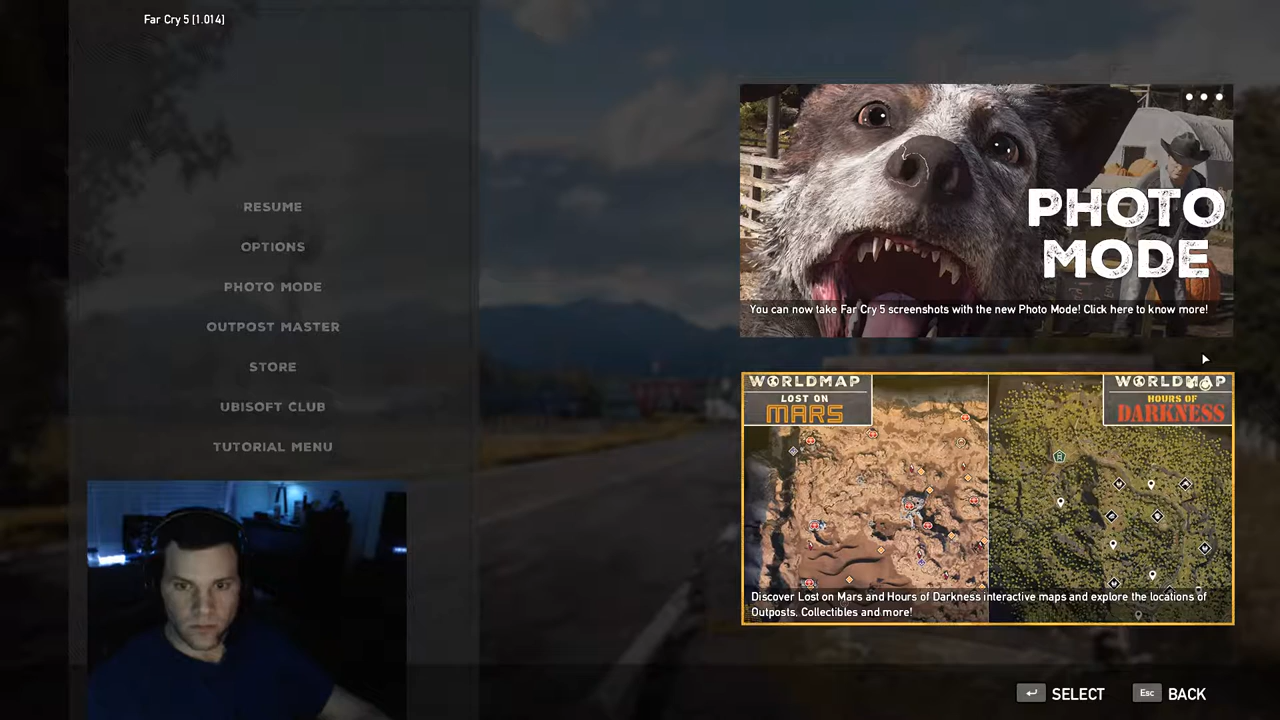 Far Cry 5 [1.014]
RESUME
OPTIONS
PHOTO MODE
OUTPOST MASTER
STORE
UBISOFT CLUB
TUTORIAL MENU
PHOTO
MODE
You can now take Far Cry 5 screenshots with the new Photo Mode! Click here to know more!
WORLDMAP
LOST ON
MARS
WORLDMAP
HOURS OF
DARKNESS
Discover Lost on Mars and Hours of Darkness interactive maps and explore the locations of
Outposts, Collectibles and more!
SELECT
Esc BACK